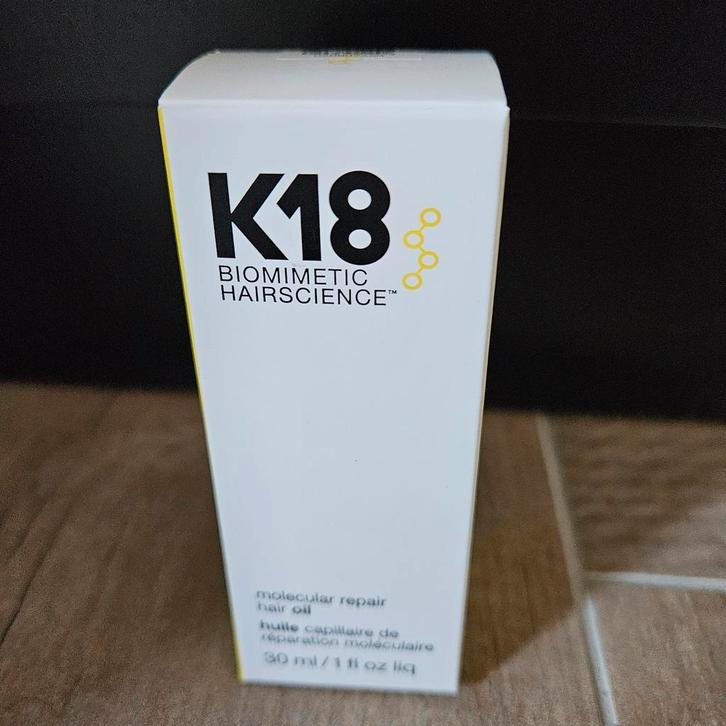 K18
BIOMIMETIC
HAIRSCIENCE™
molecular repair
hair oil
huile capillaire de
réparation moléculaire
30 ml / 1 fl oz liq